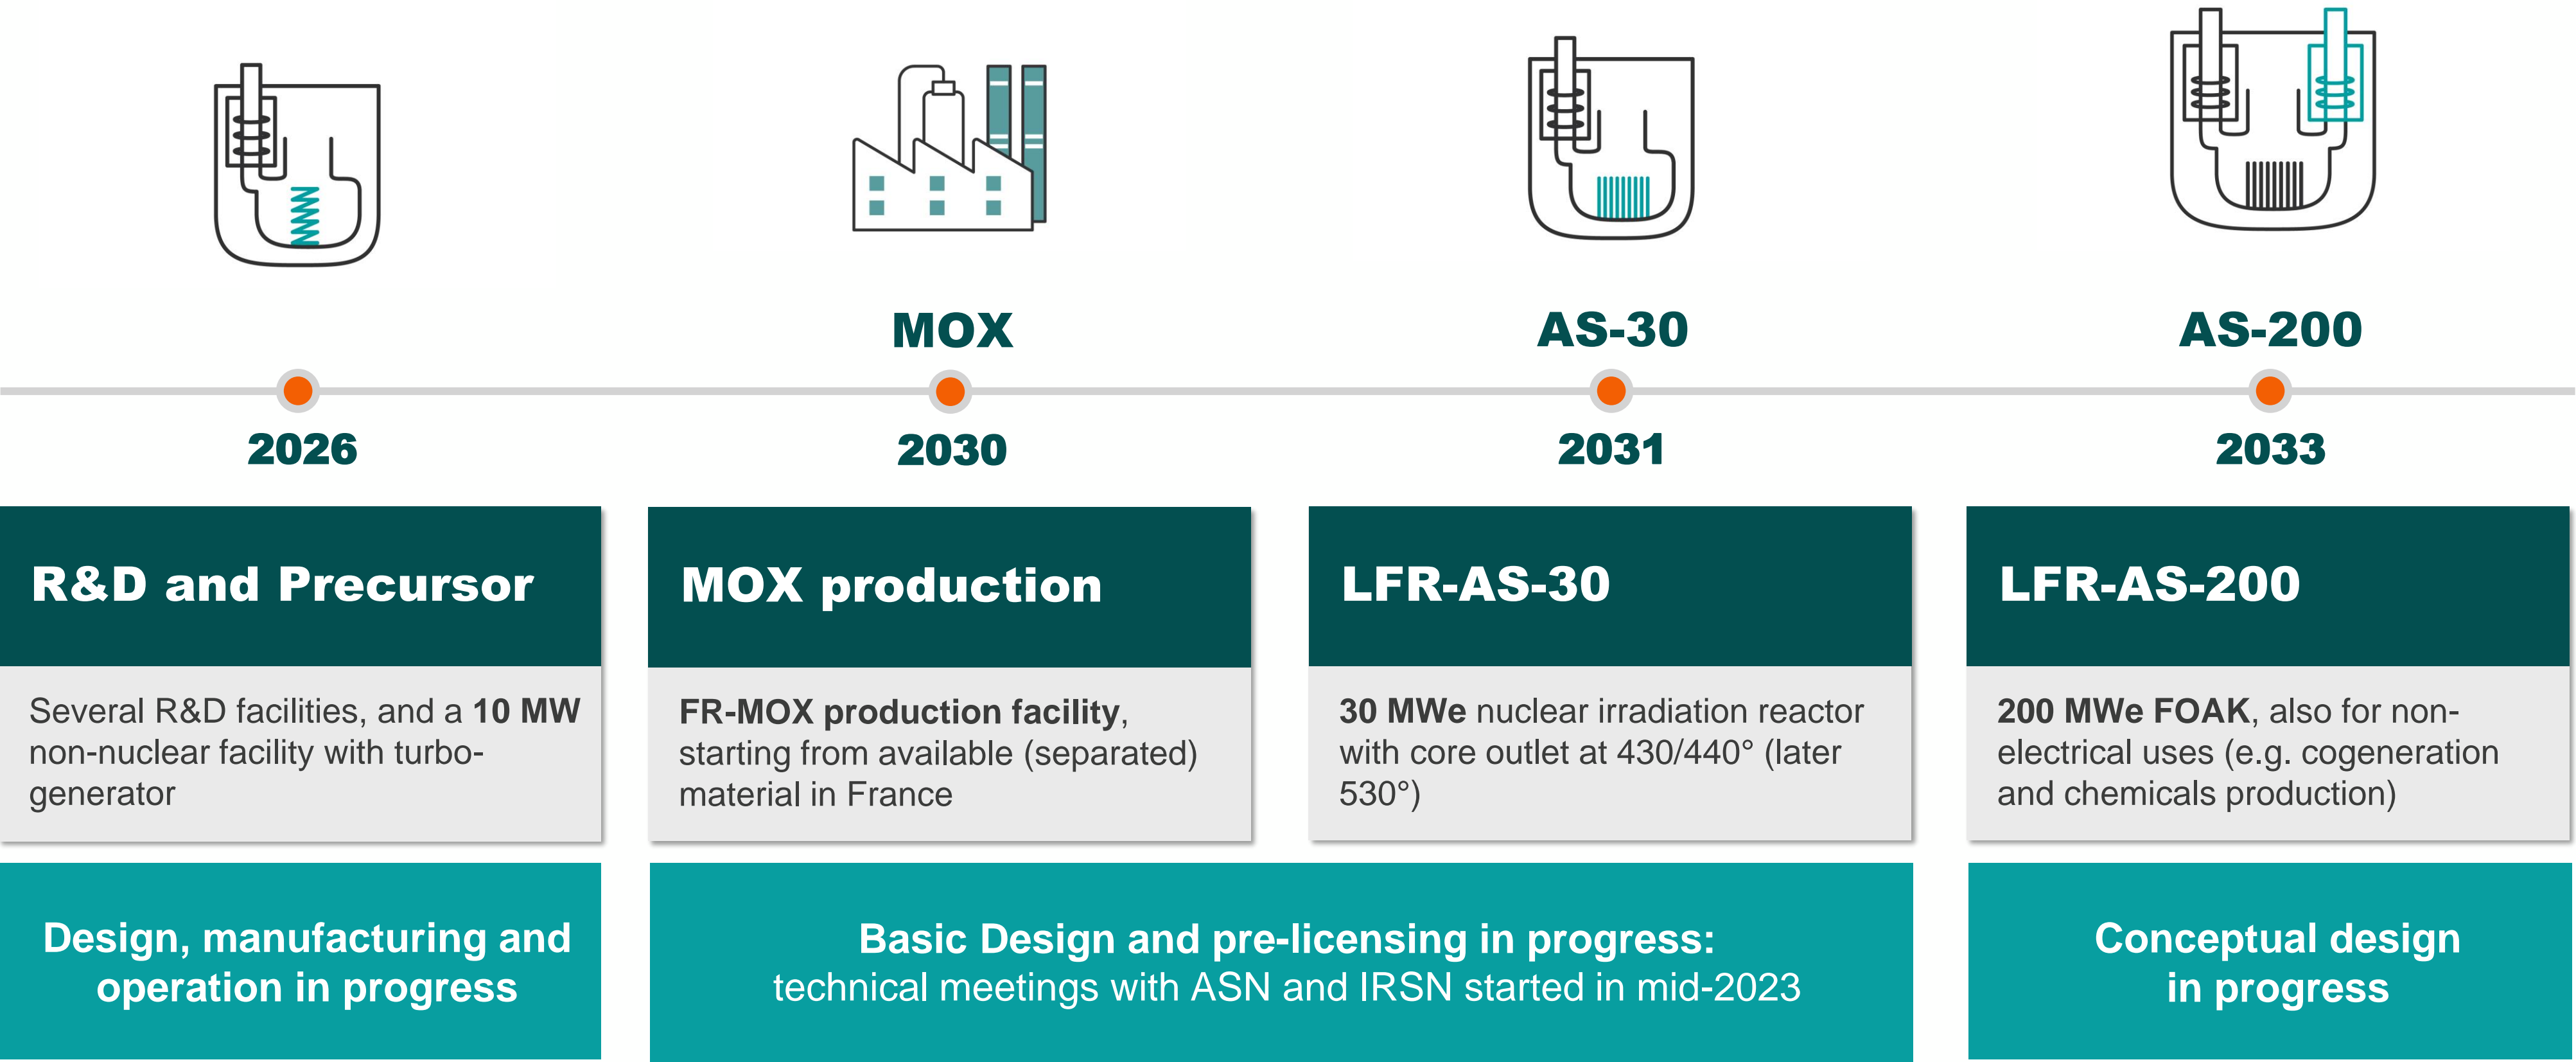 MOX
AS-30
AS-200
2026
2030
2031
2033
R&D and Precursor
Several R&D facilities, and a 10 MW
non-nuclear facility with turbo-
generator
Design, manufacturing and
operation in progress
MOX production
FR-MOX production facility,
starting from available (separated)
material in France
LFR-AS-30
30 MWe nuclear irradiation reactor
with core outlet at 430/440° (later
530°)
Basic Design and pre-licensing in progress:
technical meetings with ASN and IRSN started in mid-2023
LFR-AS-200
200 MWe FOAK, also for non-
electrical uses (e.g. cogeneration
and chemicals production)
Conceptual design
in progress